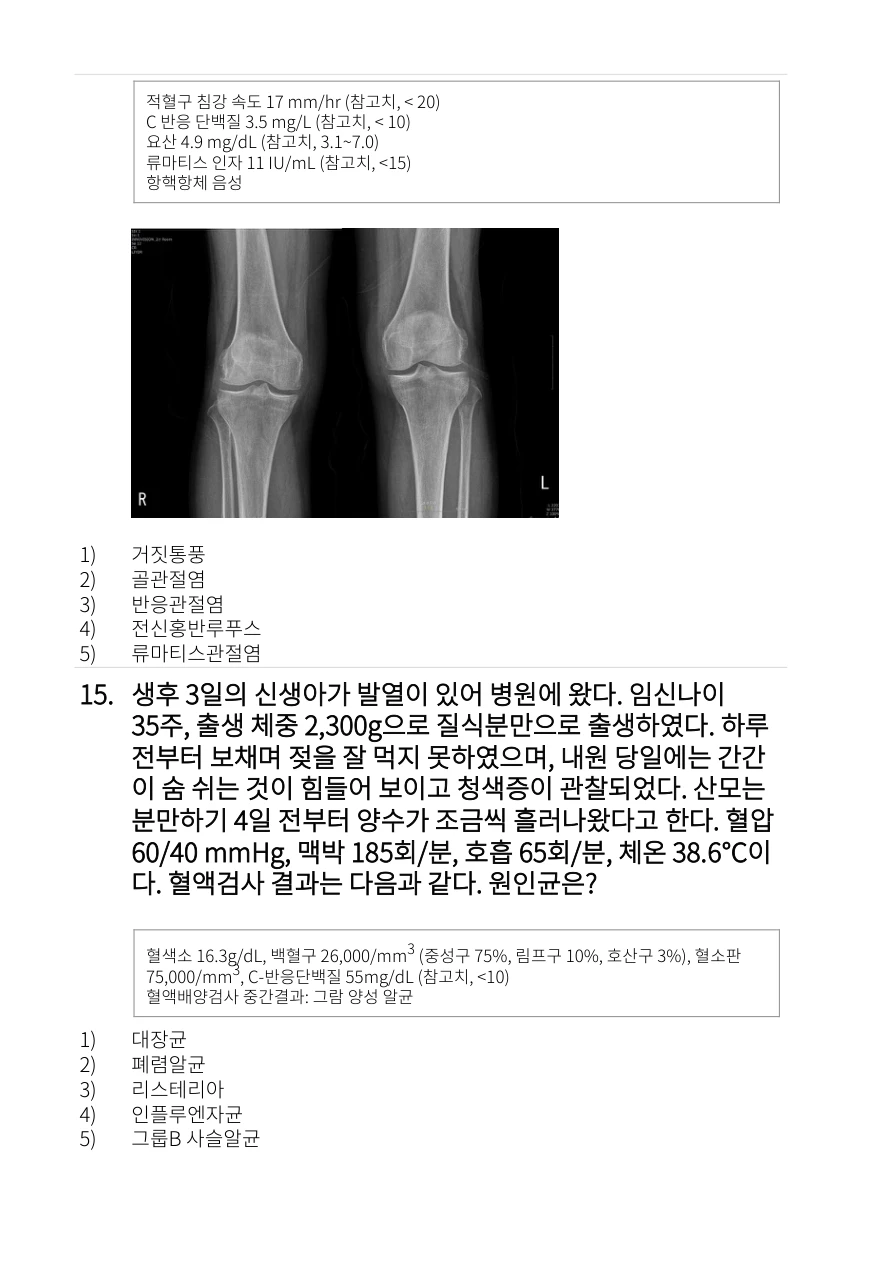 적혈구 침강 속도 17 mm/hr (참고치, < 20)
C 반응 단백질 3.5 mg/L (참고치, < 10)
요산 4.9 mg/dL (참고치, 3.1~7.0)
류마티스 인자 11 IU/mL (참고치, <15)
항핵항체 음성
R
L
1) 거짓통풍
2) 골관절염
3) 반응관절염
4) 전신홍반루푸스
5) 류마티스관절염
15. 생후 3일의 신생아가 발열이 있어 병원에 왔다. 임신나이
35주, 출생 체중 2,300g으로 질식분만으로 출생하였다. 하루
전부터 보채며 젖을 잘 먹지 못하였으며, 내원 당일에는 간간
이 숨 쉬는 것이 힘들어 보이고 청색증이 관찰되었다. 산모는
분만하기 4일 전부터 양수가 조금씩 흘러나왔다고 한다. 혈압
60/40 mmHg, 맥박 185회/분, 호흡 65회/분, 체온 38.6°C이
다. 혈액검사 결과는 다음과 같다. 원인균은?
혈색소 16.3g/dL, 백혈구 26,000/mm³ (중성구 75%, 림프구 10%, 호산구 3%), 혈소판
75,000/mm³, C-반응단백질 55mg/dL (참고치, <10)
혈액배양검사 중간결과: 그람 양성 알균
1) 대장균
2) 폐렴알균
3) 리스테리아
4) 인플루엔자균
5) 그룹B 사슬알균